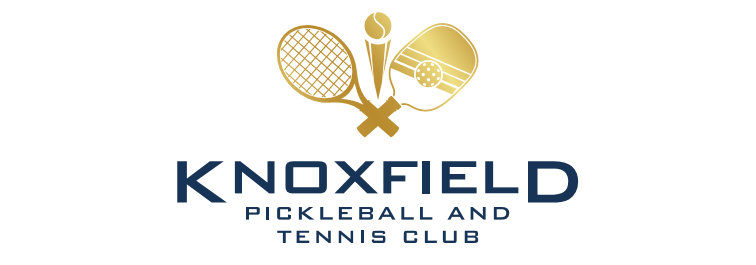 KNOXFIELD
PICKLEBALL AND
TENNIS CLUB